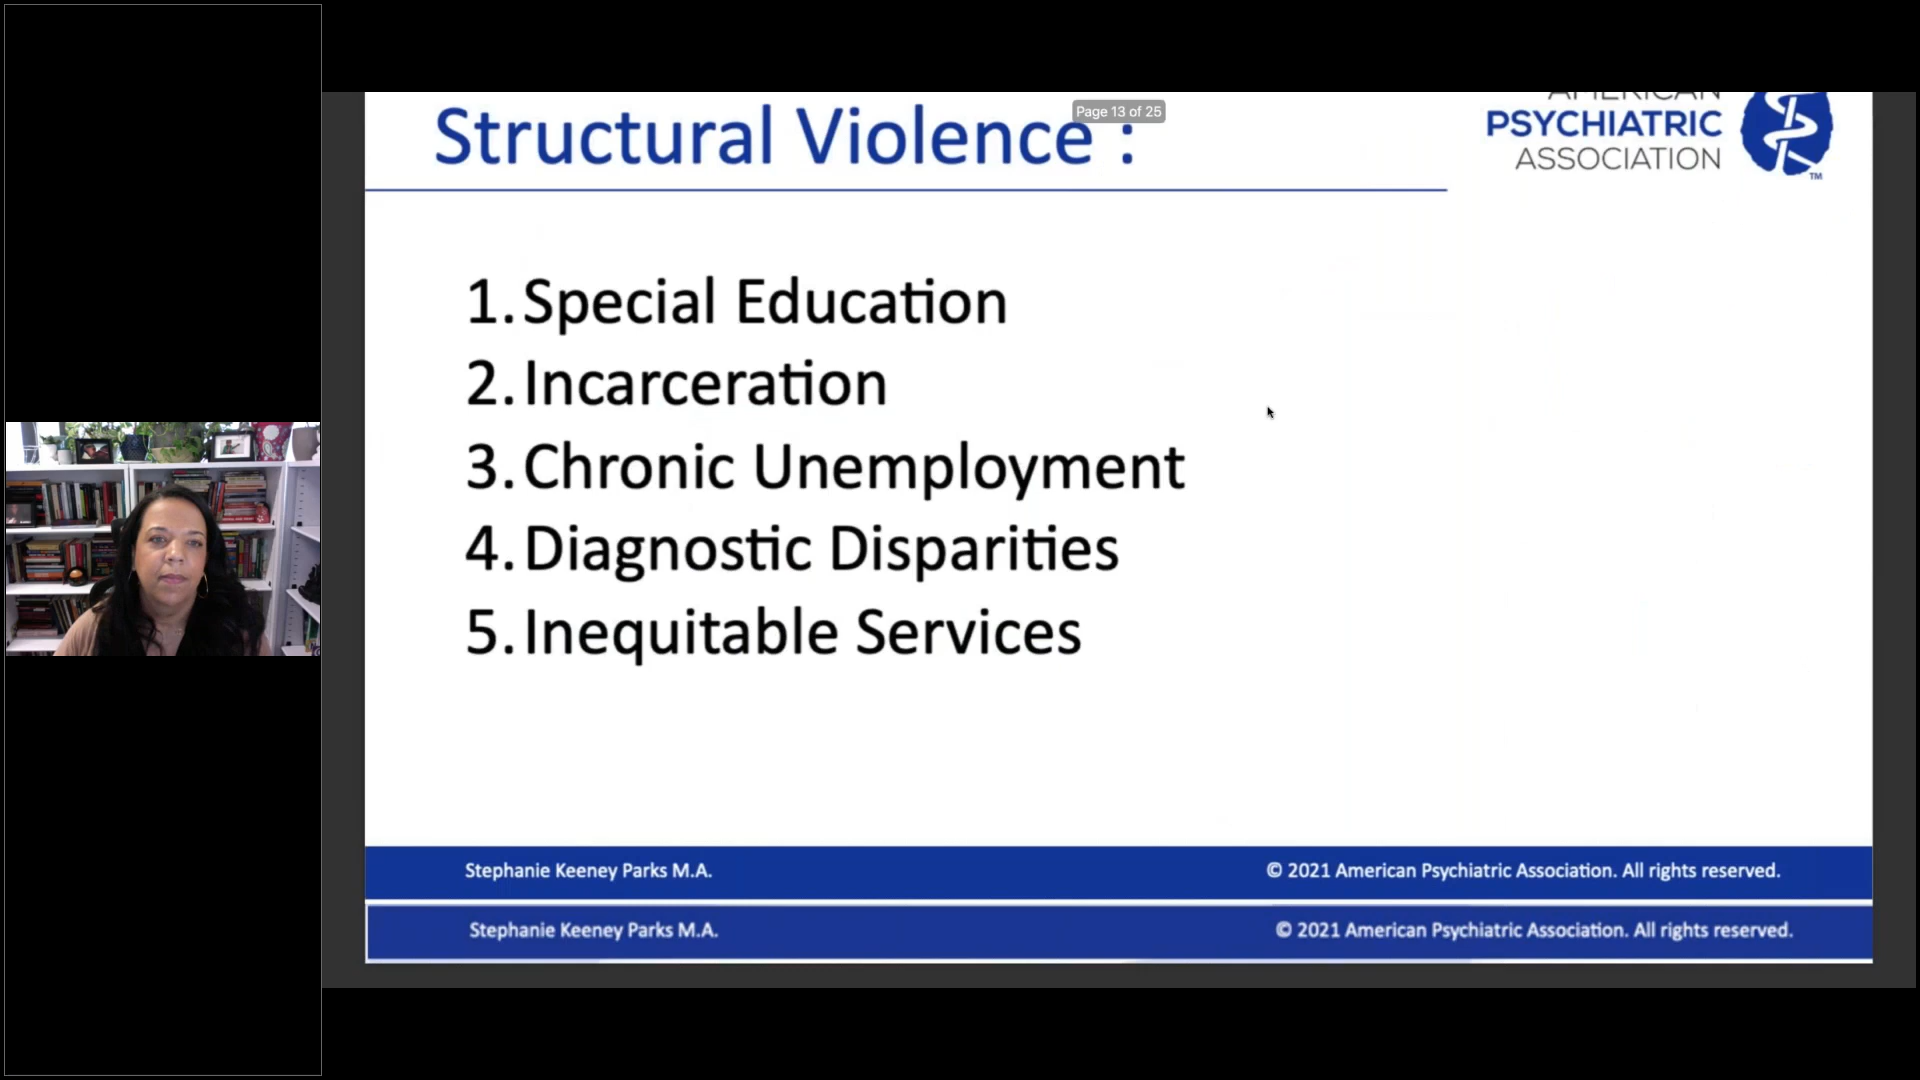 Structural Violence :
Page 13 of 25
AMERICAN
PSYCHIATRIC
ASSOCIATION
TM
1. Special Education
2. Incarceration
3. Chronic Unemployment
4. Diagnostic Disparities
5. Inequitable Services
Stephanie Keeney Parks M.A.
© 2021 American Psychiatric Association. All rights reserved.
Stephanie Keeney Parks M.A.
© 2021 American Psychiatric Association. All rights reserved.